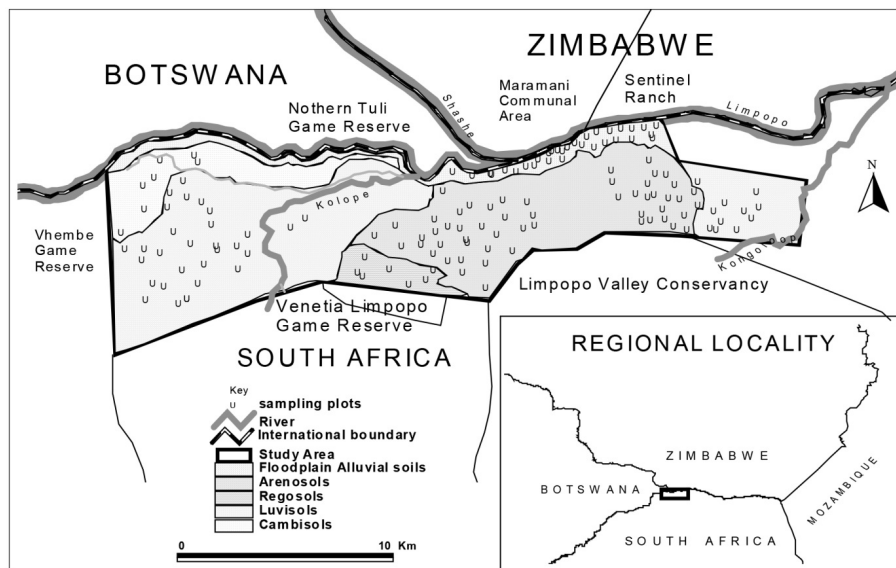 ZIMBABWE
BOTSWANA
Maramani
Communal
Area
Sentinel
Ranch
Nothern Tuli
Game Reserve
Shashe
Limpopo
N
Kolope
Vhembe
Game
Reserve
Venetia Limpopo
Game Reserve
Limpopo Valley Conservancy
SOUTH AFRICA
Key
U sampling plots
River
International boundary
Study Area
Floodplain Alluvial soils
Arenosols
Regosols
Luvisols
Cambisols
0 10 Km
REGIONAL LOCALITY
ZIMBABWE
BOTSWANA
MOZAMBIQUE
SOUTH AFRICA